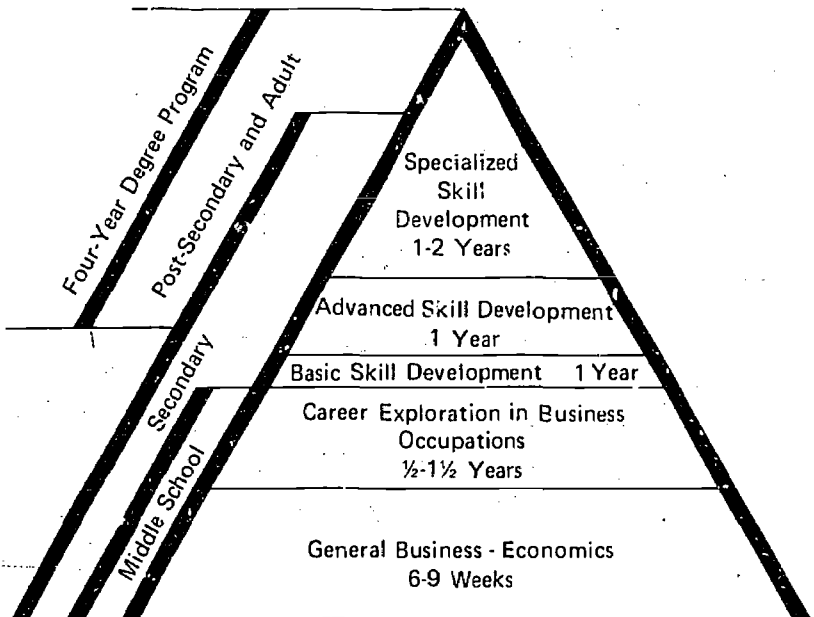 Four-Year Degree Program
Post-Secondary and Adult
Secondary
Middle School
Specialized
Skill
Development
1-2 Years
Advanced Skill Development
1 Year
Basic Skill Development 1 Year
Career Exploration in Business
Occupations
½-1½ Years
General Business - Economics
6-9 Weeks